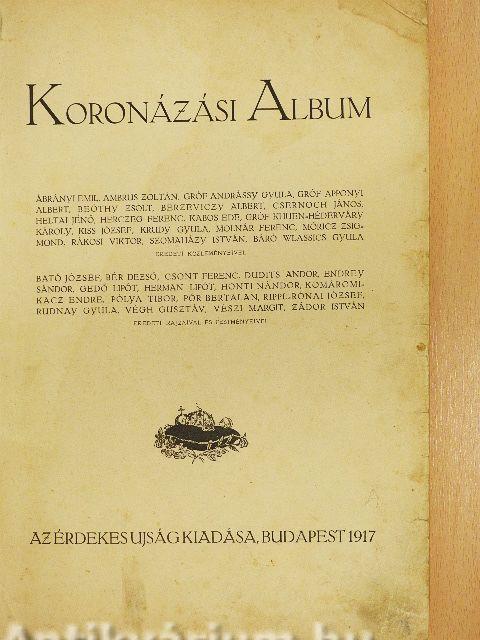 KORONÁZÁSI ALBUM
ÁBRÁNYI EMIL, AMBRUS ZOLTÁN, GRÓF ANDRÁSSY GYULA, GRÓF APPONYI
ALBERT, BEÖTHY ZSOLT, BERZEVICZY ALBERT, CSERNOCH JÁNOS,
HELTAI JENŐ, HERCZEG FERENC, KABOS EDE, GRÓF KHUEN-HÉDERVÁRY
KÁROLY, KISS JÓZSEF, KRUDY GYULA, MOLNÁR FERENC, MÓRICZ ZSIG-
MOND, RÁKOSI VIKTOR, SZOMAHÁZY ISTVÁN, BÁRÓ WLASSICS GYULA
EREDETI KÖZLEMÉNYEIVEL
BATÓ JÓZSEF, BÉR DEZSŐ, CSONT FERENC, DUDITS ANDOR, ENDREY
SÁNDOR, GEDŐ LIPÓT, HERMAN LIPÓT, HONTI NÁNDOR, KOMÁROMI-
KACZ ENDRE, PÓLYA TIBOR, PÓR BERTALAN, RIPPL-RÓNAI JÓZSEF,
RUDNAY GYULA, VÉGH GUSZTÁV, VÉSZI MARGIT, ZÁDOR ISTVÁN
EREDETI RAJZAIVAL ÉS FESTMÉNYEIVEL
AZ ÉRDEKES UJSÁG KIADÁSA, BUDAPEST 1917
Antikvárium.hu